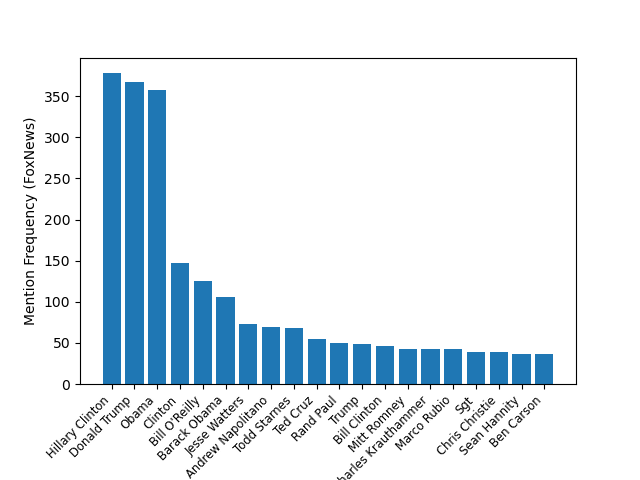 Mention Frequency (FoxNews)
350
300
250
200
150
100
50
0
Hillary Clinton
Donald Trump
Obama
Clinton
Bill O'Reilly
Barack Obama
Jesse Watters
Andrew Napolitano
Todd Starnes
Ted Cruz
Rand Paul
Trump
Bill Clinton
Mitt Romney
harles Krauthammer
Marco Rubio
Sgt
Chris Christie
Sean Hannity
Ben Carson